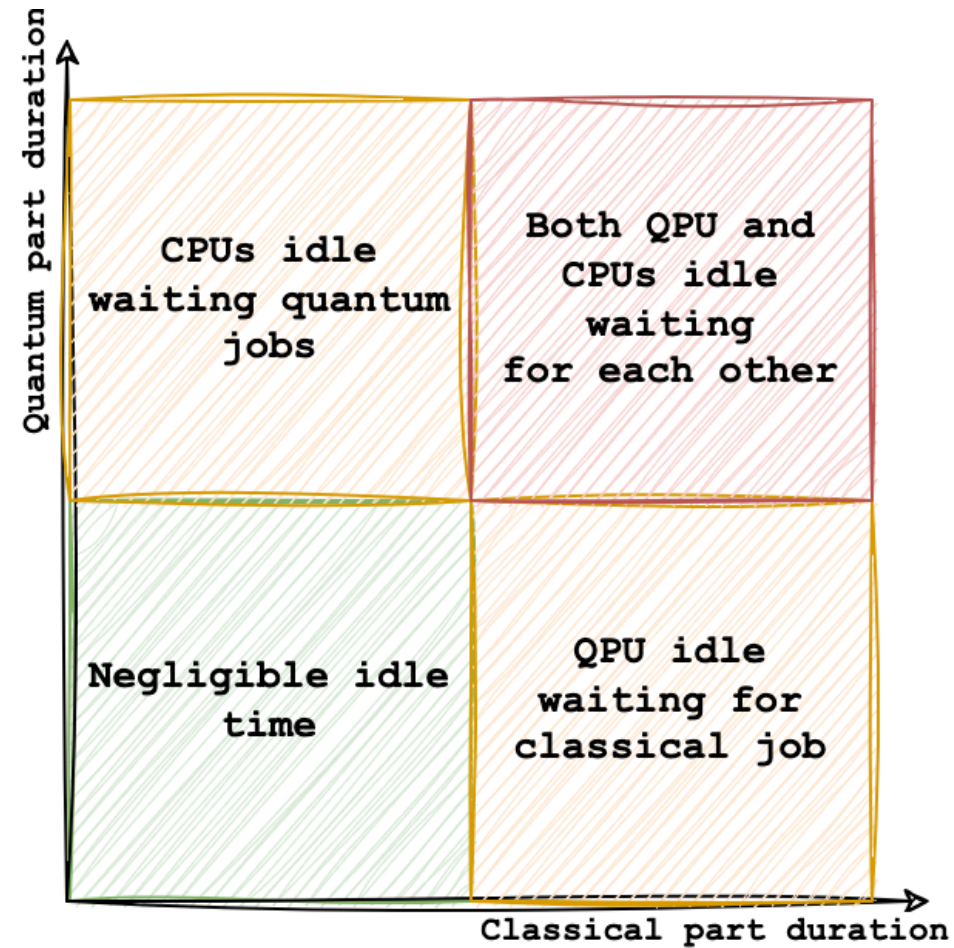 Quantum part duration
CPUs idle
waiting quantum
jobs
Both QPU and
CPUs idle
waiting
for each other
Negligible idle
time
QPU idle
waiting for
classical job
Classical part duration